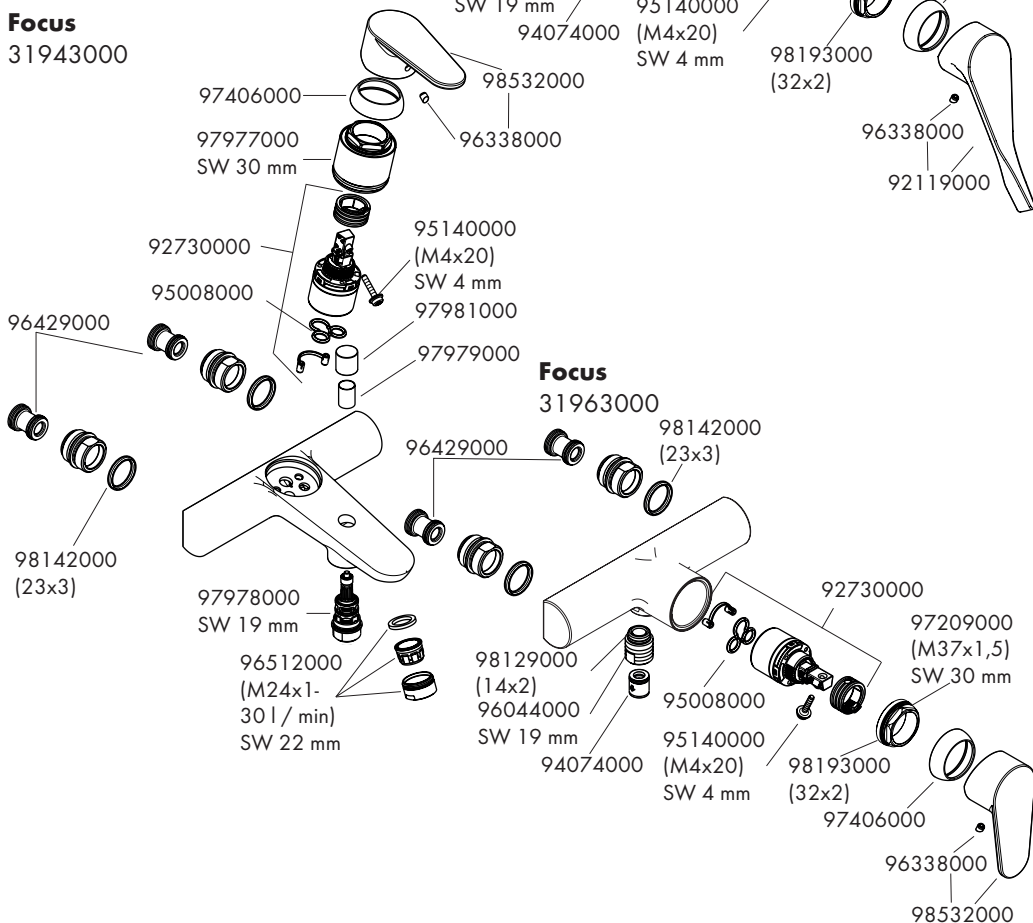 SW 19 mm
94074000
95140000
(M4x20)
SW 4 mm
98193000
(32x2)
96338000
92119000
Focus
31943000
98532000
97406000
96338000
97977000
SW 30 mm
92730000
95140000
(M4x20)
SW 4 mm
95008000
97981000
96429000
97979000
98142000
(23x3)
97978000
SW 19 mm
96512000
(M24x1-
30 l / min)
SW 22 mm
Focus
31963000
98142000
(23x3)
96429000
92730000
97209000
(M37x1,5)
SW 30 mm
98129000
(14x2)
96044000
SW 19 mm
94074000
95008000
95140000
(M4x20)
SW 4 mm
98193000
(32x2)
97406000
96338000
98532000